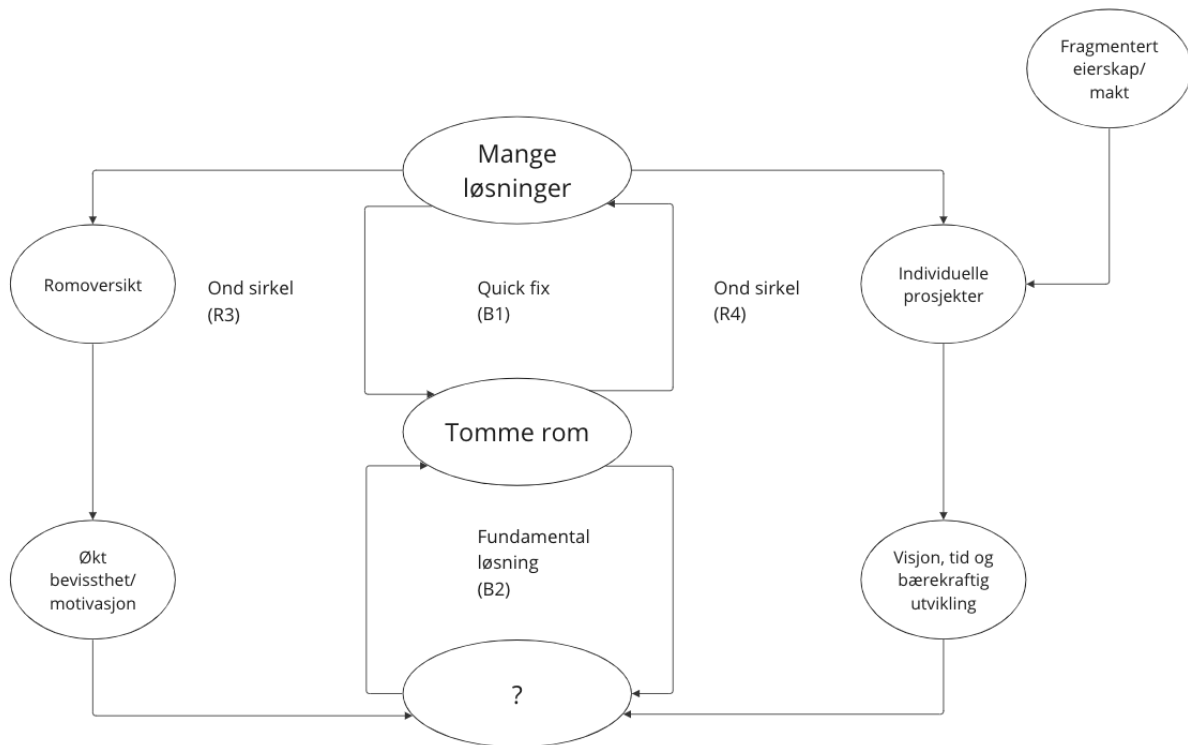 Fragmentert
eierskap/
makt
Mange
løsninger
Romoversikt
Ond sirkel
(R3)
Quick fix
(B1)
Ond sirkel
(R4)
Individuelle
prosjekter
Tomme rom
Økt
bevissthet/
motivasjon
Fundamental
løsning
(B2)
Visjon, tid og
bærekraftig
utvikling
?